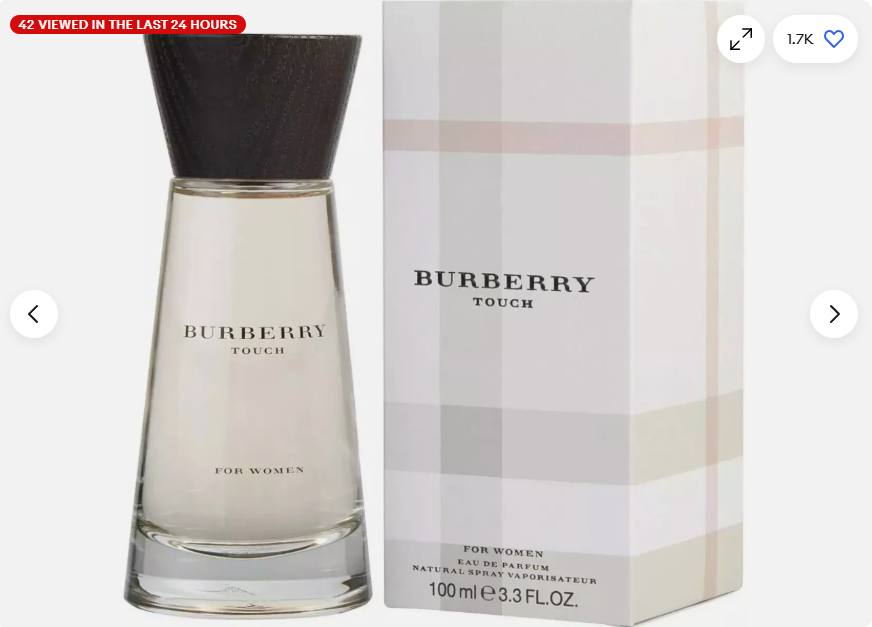 42 VIEWED IN THE LAST 24 HOURS
1.7K
BURBERRY
TOUCH
FOR WOMEN
BURBERRY
TOUCH
FOR WOMEN
EAU DE PARFUM
NATURAL SPRAY VAPORISATEUR
100 ml ℮ 3.3 FL.OZ.